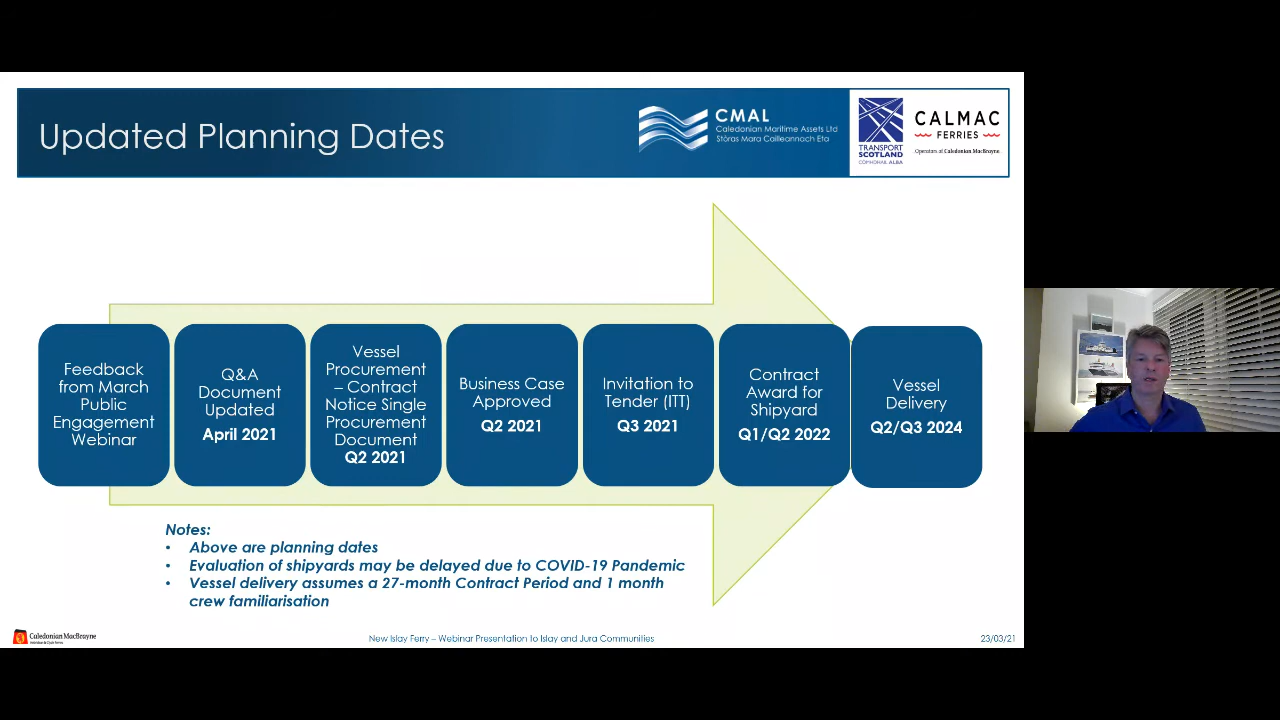 Updated Planning Dates
CMAL
Caledonian Maritime Assets Ltd
Stòras Mara Cailleannach Eta
TRANSPORT
SCOTLAND
CÒMHDHAIL ALBA
CALMAC
FERRIES
Operators of Caledonian MacBrayne
Feedback
from March
Public
Engagement
Webinar
Q&A
Document
Updated
April 2021
Vessel
Procurement
– Contract
Notice Single
Procurement
Document
Q2 2021
Business Case
Approved
Q2 2021
Invitation to
Tender (ITT)
Q3 2021
Contract
Award for
Shipyard
Q1/Q2 2022
Vessel
Delivery
Q2/Q3 2024
Notes:
• Above are planning dates
• Evaluation of shipyards may be delayed due to COVID-19 Pandemic
• Vessel delivery assumes a 27-month Contract Period and 1 month
crew familiarisation
Caledonian MacBrayne
New Islay Ferry – Webinar Presentation to Islay and Jura Communities
23/03/21